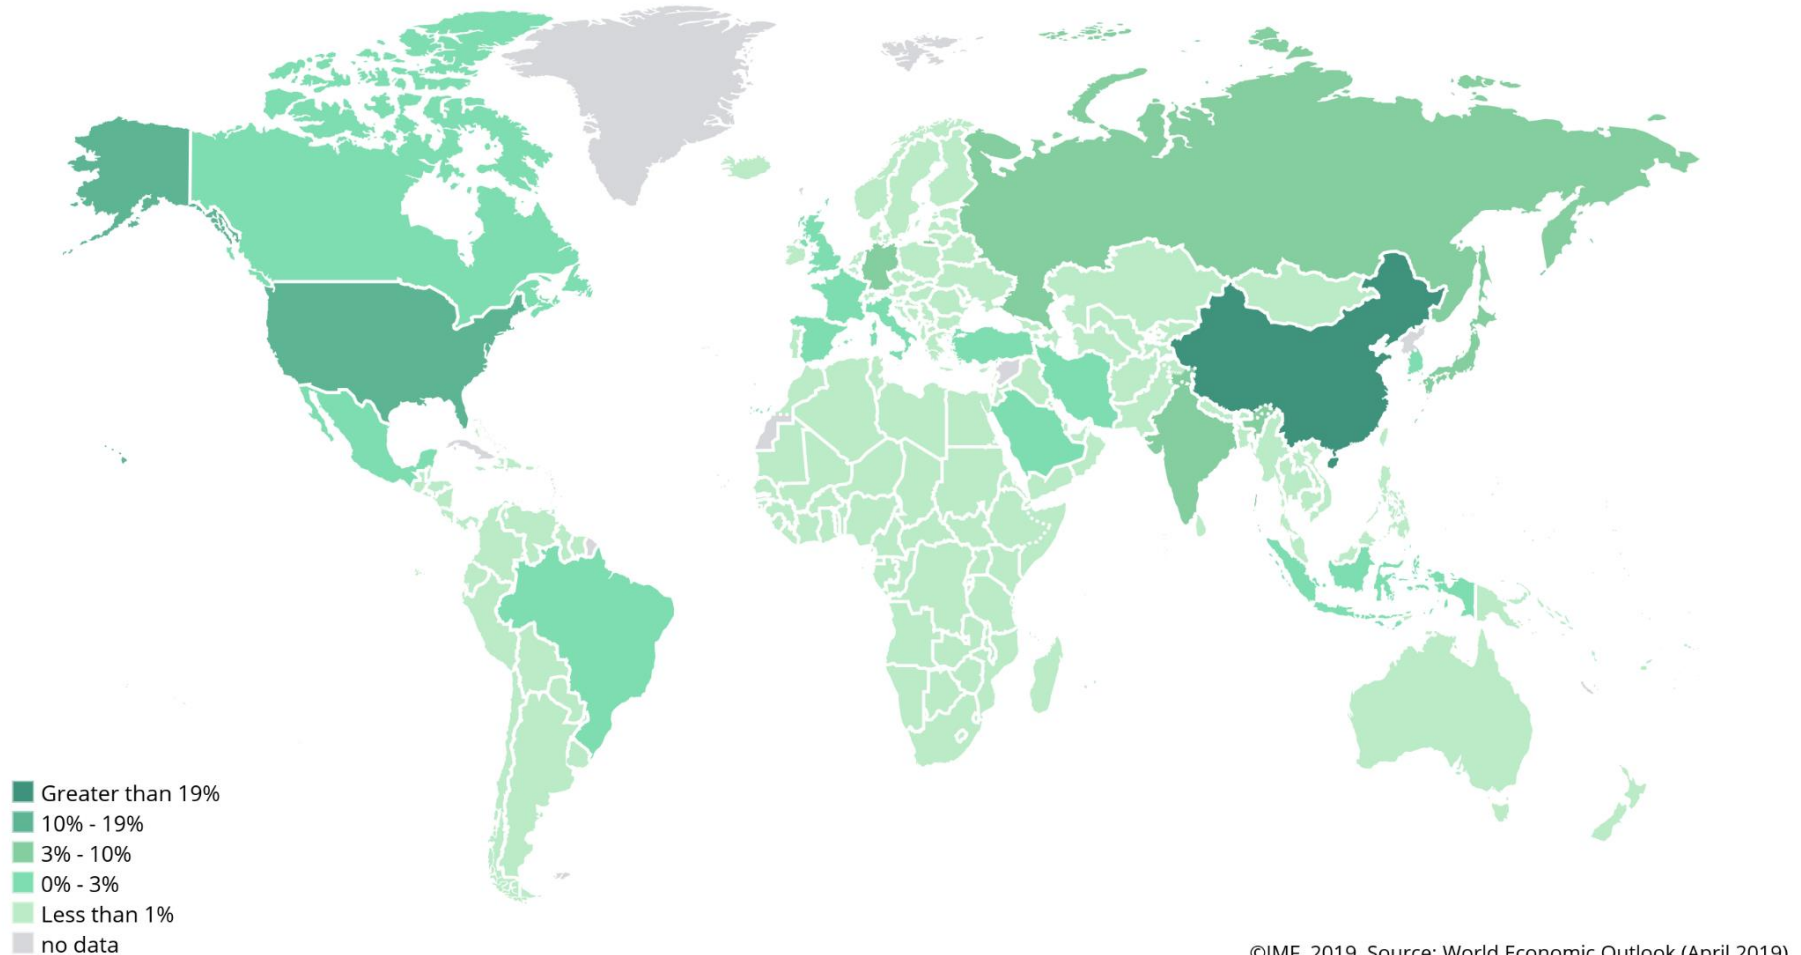 Greater than 19%
10% - 19%
3% - 10%
0% - 3%
Less than 1%
no data
©IMF, 2019, Source: World Economic Outlook (April 2019)